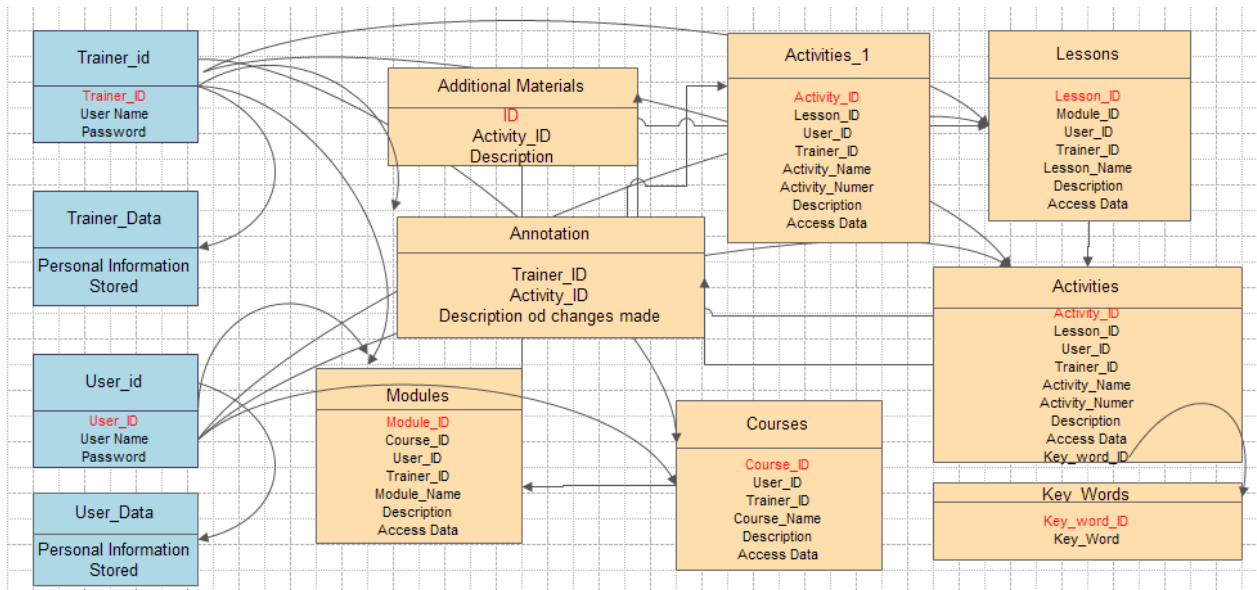 Trainer_id
Trainer_ID
User Name
Password
Trainer_Data
Personal Information
Stored
User_id
User_ID
User Name
Password
User_Data
Personal Information
Stored
Additional Materials
ID
Activity_ID
Description
Annotation
Trainer_ID
Activity_ID
Description od changes made
Modules
Module_ID
Course_ID
User_ID
Trainer_ID
Module_Name
Description
Access Data
Activities_1
Activity_ID
Lesson_ID
User_ID
Trainer_ID
Activity_Name
Activity_Numer
Description
Access Data
Courses
Course_ID
User_ID
Trainer_ID
Course_Name
Description
Access Data
Lessons
Lesson_ID
Module_ID
User_ID
Trainer_ID
Lesson_Name
Description
Access Data
Activities
Activity_ID
Lesson_ID
User_ID
Trainer_ID
Activity_Name
Activity_Numer
Description
Access Data
Key_word_ID
Key_Words
Key_word_ID
Key_Word